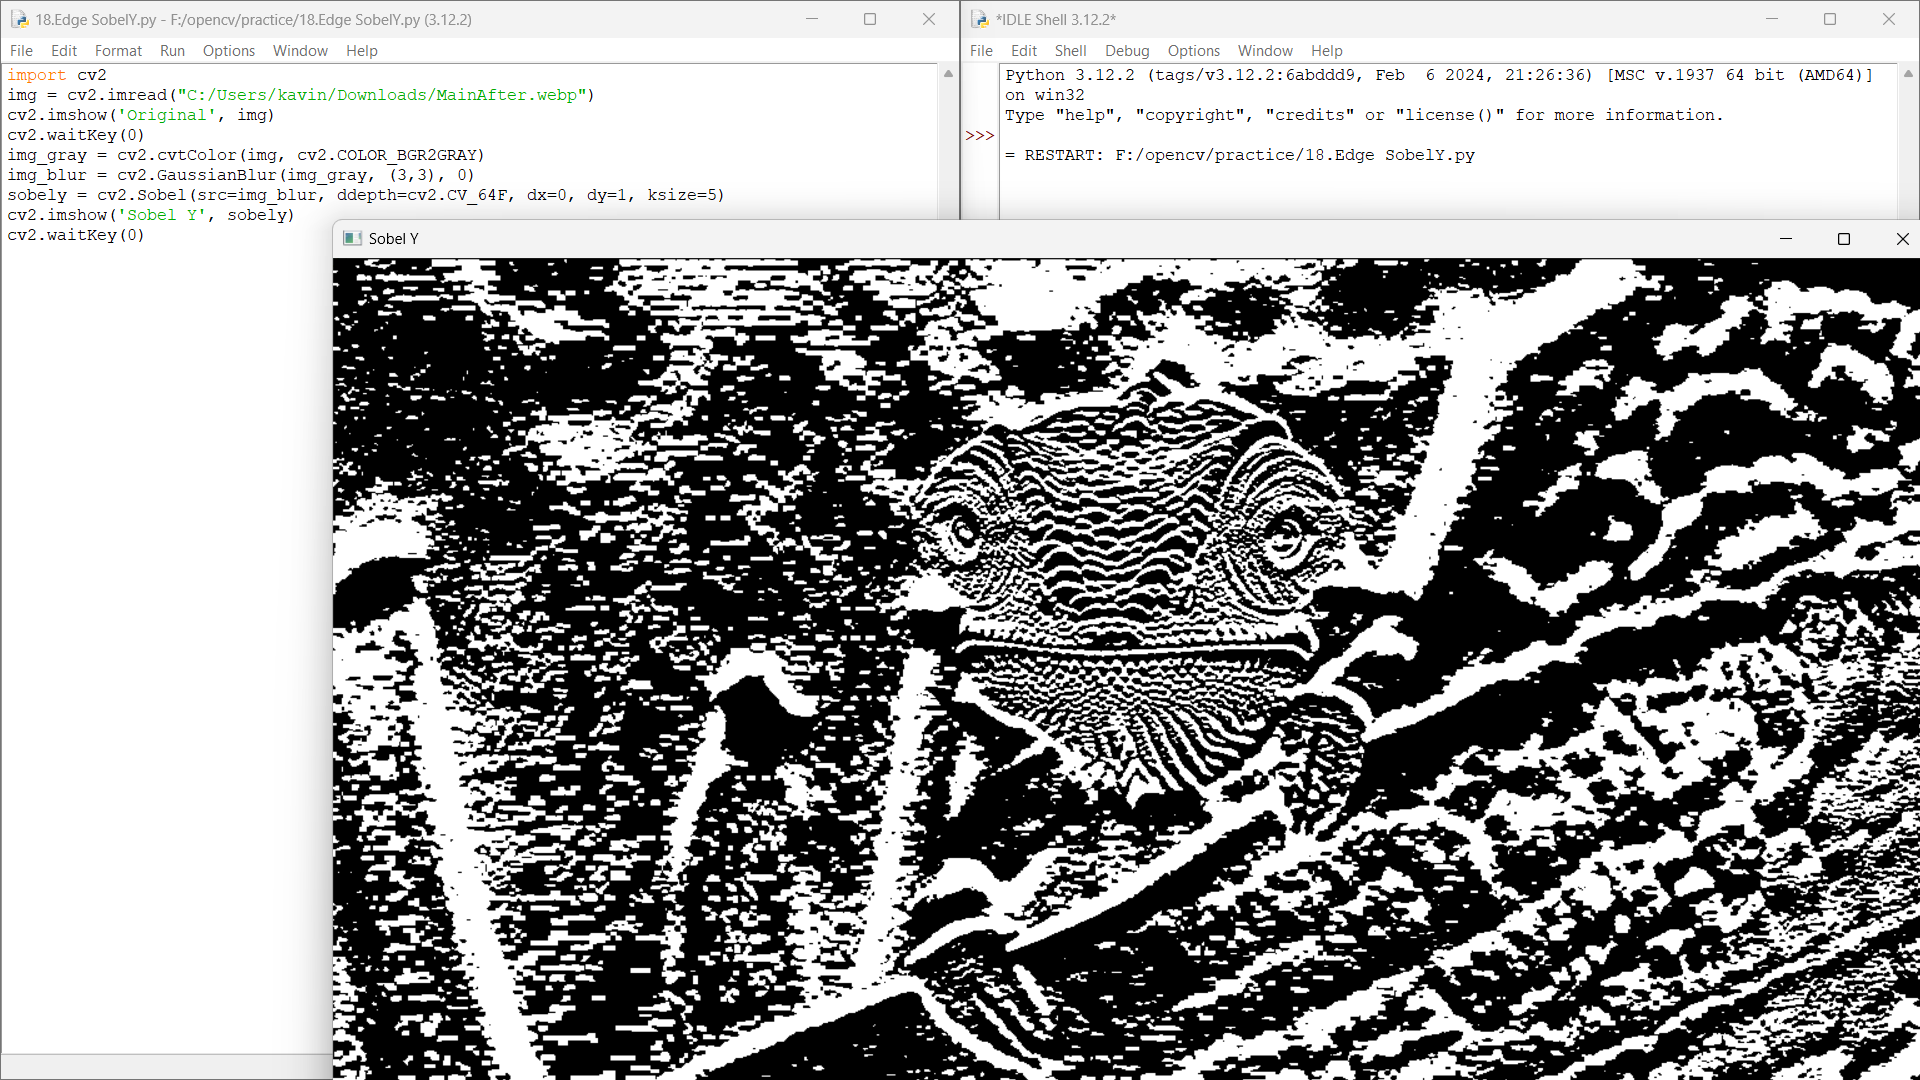 18.Edge SobelY.py - F:/opencv/practice/18.Edge SobelY.py (3.12.2)
File Edit Format Run Options Window Help
import cv2
img = cv2.imread("C:/Users/kavin/Downloads/MainAfter.webp")
cv2.imshow('Original', img)
cv2.waitKey(0)
img_gray = cv2.cvtColor(img, cv2.COLOR_BGR2GRAY)
img_blur = cv2.GaussianBlur(img_gray, (3,3), 0)
sobely = cv2.Sobel(src=img_blur, ddepth=cv2.CV_64F, dx=0, dy=1, ksize=5)
cv2.imshow('Sobel Y', sobely)
cv2.waitKey(0)
*IDLE Shell 3.12.2*
File Edit Shell Debug Options Window Help
Python 3.12.2 (tags/v3.12.2:6abddd9, Feb  6 2024, 21:26:36) [MSC v.1937 64 bit (AMD64)]
on win32
Type "help", "copyright", "credits" or "license()" for more information.
>>>
= RESTART: F:/opencv/practice/18.Edge SobelY.py
Sobel Y